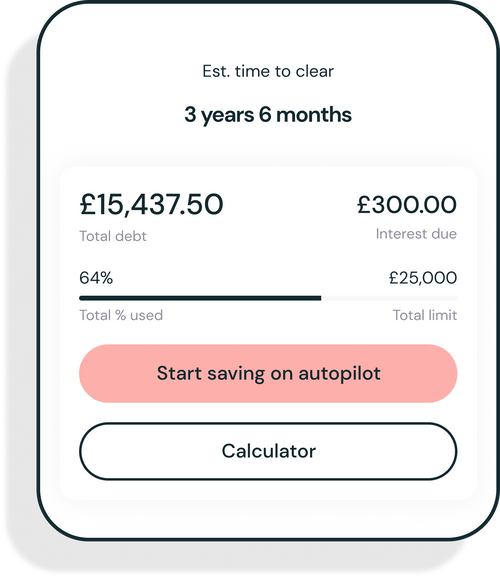 Est. time to clear
3 years 6 months
£15,437.50 £300.00
Total debt Interest due
64% £25,000
Total % used Total limit
Start saving on autopilot
Calculator